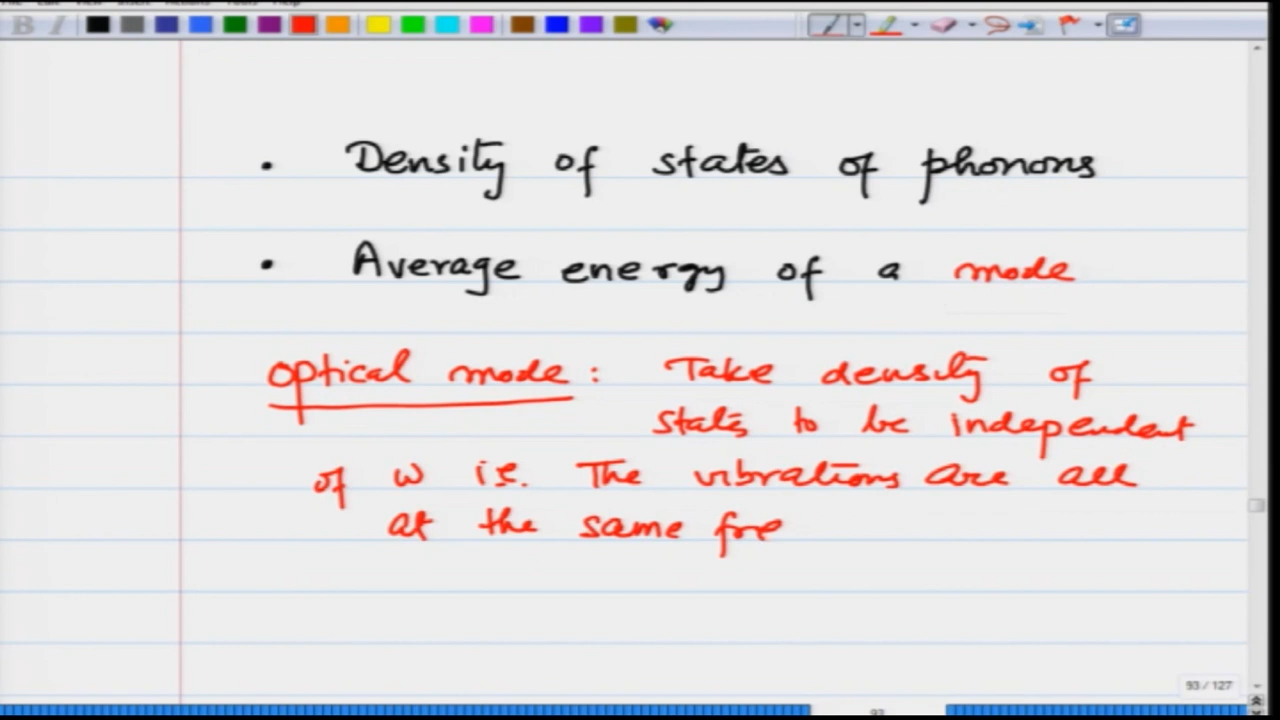 . Density of states of phonons
. Average energy of a mode
optical mode : Take density of
states to be independent
of ω i.e. The vibrations are all
at the same fre
93 / 127